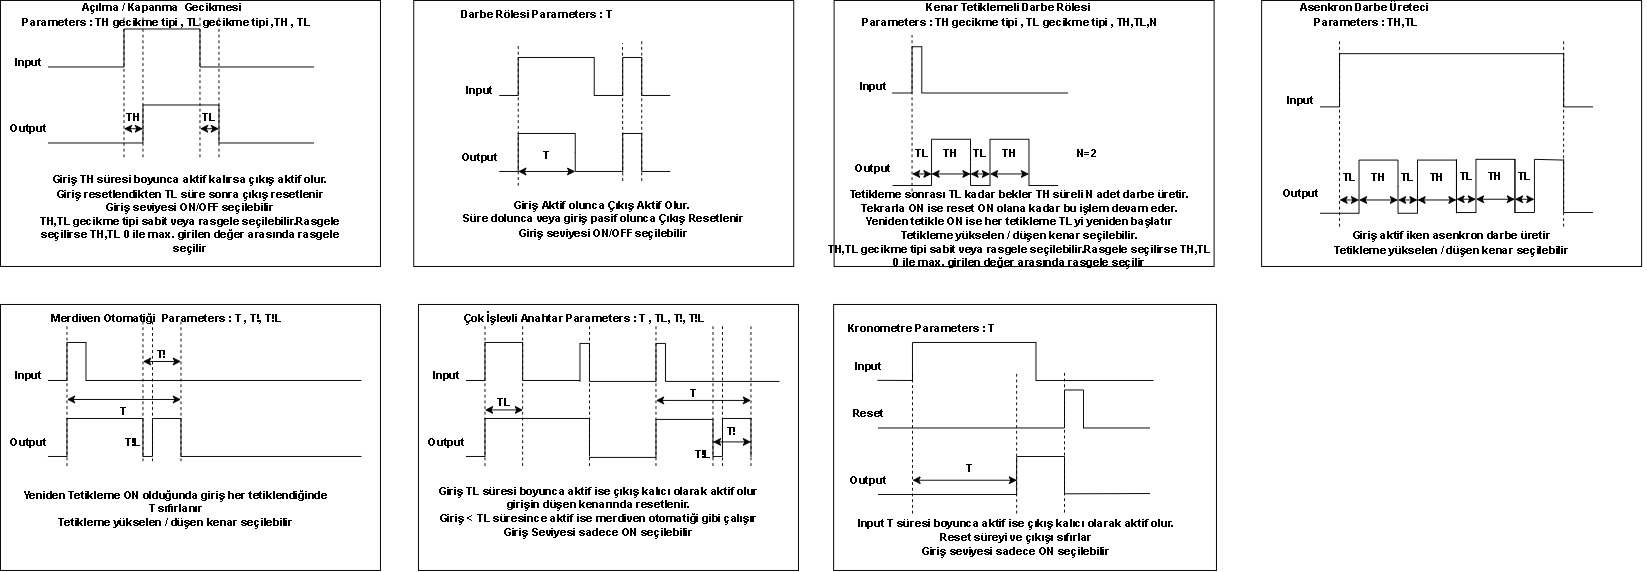 Açılma / Kapanma Gecikmesi
Parameters : TH gecikme tipi , TL gecikme tipi ,TH , TL
Input
TH
TL
Output
Giriş TH süresi boyunca aktif kalırsa çıkış aktif olur.
Giriş resetlendikten TL süre sonra çıkış resetlenir
Giriş seviyesi ON/OFF seçilebilir
TH,TL gecikme tipi sabit veya rasgele seçilebilir.Rasgele
seçilirse TH,TL 0 ile max. girilen değer arasında rasgele
seçilir
Darbe Rölesi Parameters : T
Input
Output
T
Giriş Aktif olunca Çıkış Aktif Olur.
Süre dolunca veya giriş pasif olunca Çıkış Resetlenir
Giriş seviyesi ON/OFF seçilebilir
Kenar Tetiklemeli Darbe Rölesi
Parameters : TH gecikme tipi , TL gecikme tipi , TH,TL,N
Input
TL
TH
TL
TH
N=2
Output
Tetikleme sonrası TL kadar bekler TH süreli N adet darbe üretir.
Tekrarla ON ise reset ON olana kadar bu işlem devam eder.
Yeniden tetikle ON ise her tetikleme TL yi yeniden başlatır
Tetikleme yükselen / düşen kenar seçilebilir.
TH,TL gecikme tipi sabit veya rasgele seçilebilir.Rasgele seçilirse TH,TL
0 ile max. girilen değer arasında rasgele seçilir
Asenkron Darbe Üreteci
Parameters : TH,TL
Input
TL
TH
TL
TH
TL
TH
TL
Output
Giriş aktif iken asenkron darbe üretir
Tetikleme yükselen / düşen kenar seçilebilir
Merdiven Otomatiği Parameters : T , T!, T!L
T!
Input
T
Output
T!L
Yeniden Tetikleme ON olduğunda giriş her tetiklendiğinde
T sıfırlanır
Tetikleme yükselen / düşen kenar seçilebilir
Çok İşlevli Anahtar Parameters : T , TL, T!, T!L
Input
TL
T
Output
T!
T!L
Giriş TL süresi boyunca aktif ise çıkış kalıcı olarak aktif olur
girişin düşen kenarında resetlenir.
Giriş < TL süresince aktif ise merdiven otomatiği gibi çalışır
Giriş Seviyesi sadece ON seçilebilir
Kronometre Parameters : T
Input
Reset
T
Output
Input T süresi boyunca aktif ise çıkış kalıcı olarak aktif olur.
Reset süreyi ve çıkışı sıfırlar
Giriş seviyesi sadece ON seçilebilir